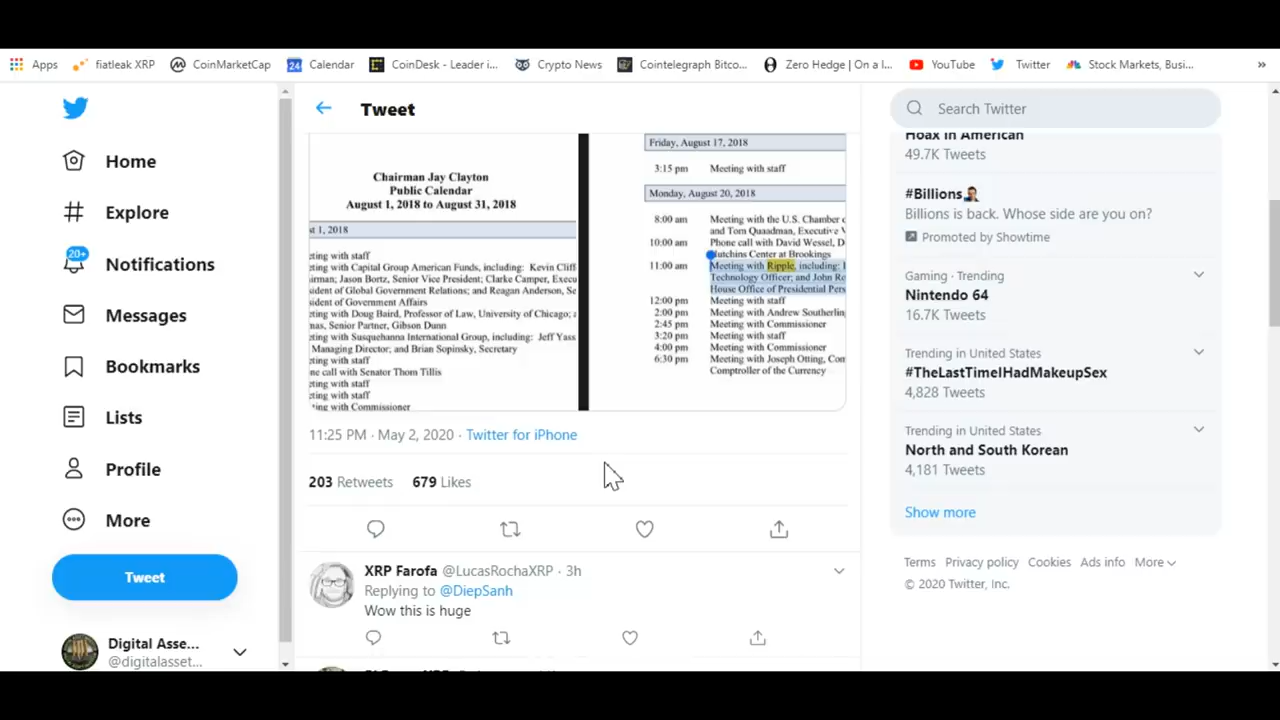 Apps fiatleak XRP CoinMarketCap 24 Calendar CoinDesk - Leader i... Crypto News Cointelegraph Bitco... Zero Hedge | On a l... YouTube Twitter Stock Markets, Busi... »
Home
Explore
20+
Notifications
Messages
Bookmarks
Lists
Profile
More
Tweet
Digital Asse...
@digitalasset...
Tweet
Chairman Jay Clayton
Public Calendar
August 1, 2018 to August 31, 2018
st 1, 2018
eting with staff
eting with Capital Group American Funds, including: Kevin Cliff
irman; Jason Bortz, Senior Vice President; Clarke Camper, Execu
sident of Global Government Relations; and Reagan Anderson, Se
sident of Government Affairs
eting with Doug Baird, Professor of Law, University of Chicago; a
nas, Senior Partner, Gibson Dunn
eting with Susquehanna International Group, including: Jeff Yass
Managing Director; and Brian Sopinsky, Secretary
eting with staff
ne call with Senator Thom Tillis
eting with staff
eting with staff
eting with Commissioner
Friday, August 17, 2018
3:15 pm Meeting with staff
Monday, August 20, 2018
8:00 am Meeting with the U.S. Chamber
and Tom Quaadman, Executive V
10:00 am Phone call with David Wessel, D
Hutchins Center at Brookings
11:00 am Meeting with Ripple, including:
Technology Officer; and John Re
House Office of Presidential Pers
12:00 pm Meeting with staff
2:00 pm Meeting with Andrew Southerlin
2:45 pm Meeting with Commissioner
3:20 pm Meeting with staff
4:00 pm Meeting with Commissioner
6:30 pm Meeting with Joseph Otting, Com
Comptroller of the Currency
11:25 PM · May 2, 2020 · Twitter for iPhone
203 Retweets 679 Likes
XRP Farofa @LucasRochaXRP · 3h
Replying to @DiepSanh
Wow this is huge
Search Twitter
Hoax in American
49.7K Tweets
#Billions
Billions is back. Whose side are you on?
Promoted by Showtime
Gaming · Trending
Nintendo 64
16.7K Tweets
Trending in United States
#TheLastTimeIHadMakeupSex
4,828 Tweets
Trending in United States
North and South Korean
4,181 Tweets
Show more
Terms Privacy policy Cookies Ads info More
© 2020 Twitter, Inc.